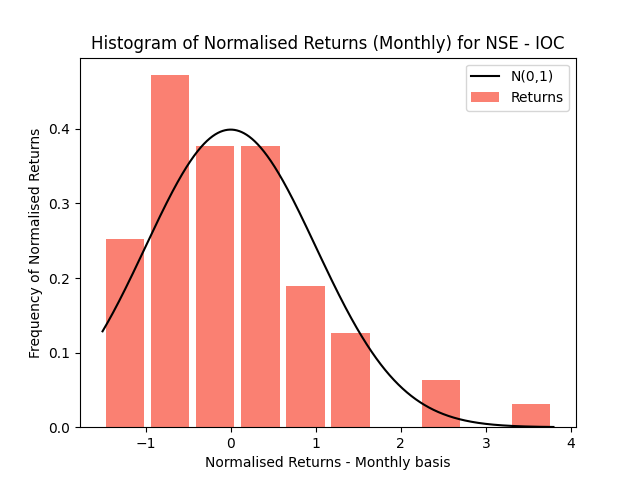 Histogram of Normalised Returns (Monthly) for NSE - IOC
N(0,1)
Returns
Frequency of Normalised Returns
0.4
0.3
0.2
0.1
0.0
−1 0 1 2 3 4
Normalised Returns - Monthly basis